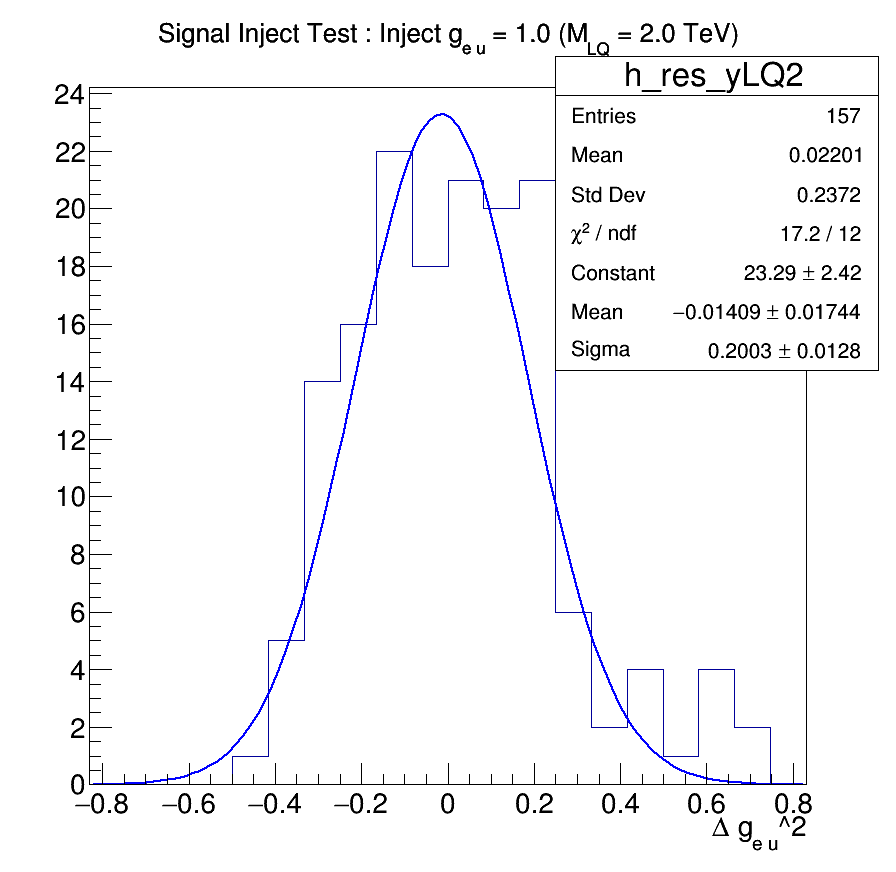 Signal Inject Test : Inject g_{e u} = 1.0 (M_{LQ} = 2.0 TeV)
h_res_yLQ2
Entries 157
Mean 0.02201
Std Dev 0.2372
χ² / ndf 17.2 / 12
Constant 23.29 ± 2.42
Mean −0.01409 ± 0.01744
Sigma 0.2003 ± 0.0128
24
22
20
18
16
14
12
10
8
6
4
2
0
−0.8 −0.6 −0.4 −0.2 0 0.2 0.4 0.6 0.8
Δ g_{e u}^2